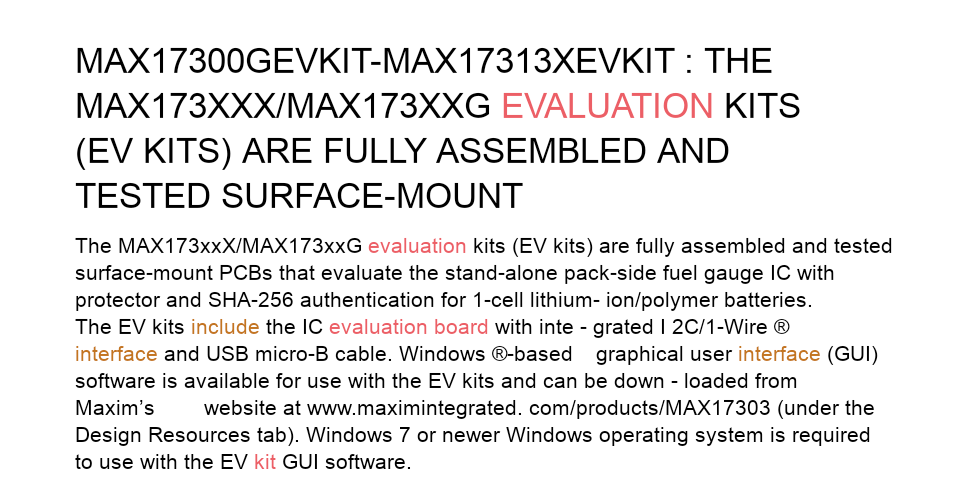 MAX17300GEVKIT-MAX17313XEVKIT : THE
MAX173XXX/MAX173XXG EVALUATION KITS
(EV KITS) ARE FULLY ASSEMBLED AND
TESTED SURFACE-MOUNT
The MAX173xxX/MAX173xxG evaluation kits (EV kits) are fully assembled and tested
surface-mount PCBs that evaluate the stand-alone pack-side fuel gauge IC with
protector and SHA-256 authentication for 1-cell lithium- ion/polymer batteries.
The EV kits include the IC evaluation board with inte - grated I 2C/1-Wire ®
interface and USB micro-B cable. Windows ®-based    graphical user interface (GUI)
software is available for use with the EV kits and can be down - loaded from
Maxim’s        website at www.maximintegrated. com/products/MAX17303 (under the
Design Resources tab). Windows 7 or newer Windows operating system is required
to use with the EV kit GUI software.